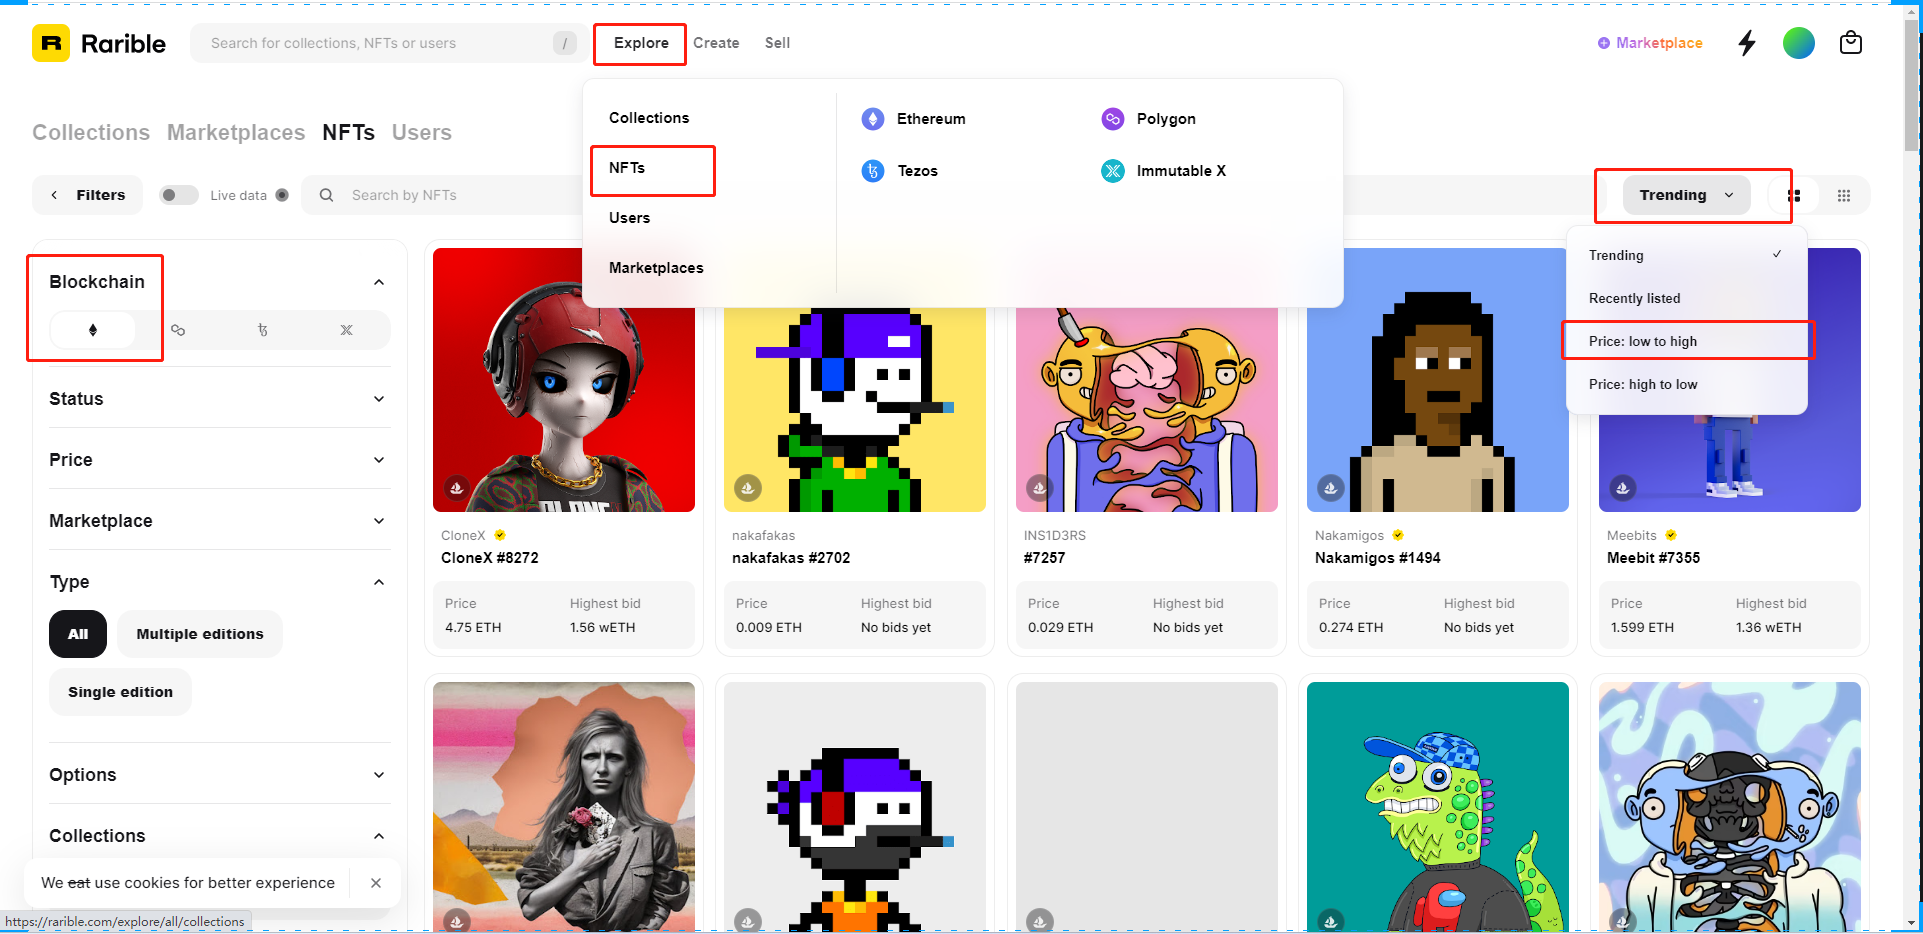 Rarible
Search for collections, NFTs or users
/
Explore
Create
Sell
Marketplace
Collections
NFTs
Users
Marketplaces
Ethereum
Polygon
Tezos
Immutable X
Collections Marketplaces NFTs Users
Filters
Live data
Search by NFTs
Trending
Trending
Recently listed
Price: low to high
Price: high to low
Blockchain
Status
Price
Marketplace
Type
All
Multiple editions
Single edition
Options
Collections
CloneX
CloneX #8272
Price Highest bid
4.75 ETH 1.56 wETH
nakafakas
nakafakas #2702
Price Highest bid
0.009 ETH No bids yet
INS1D3RS
#7257
Price Highest bid
0.029 ETH No bids yet
Nakamigos
Nakamigos #1494
Price Highest bid
0.274 ETH No bids yet
Meebits
Meebit #7355
Price Highest bid
1.599 ETH 1.36 wETH
We eat use cookies for better experience
https://rarible.com/explore/all/collections